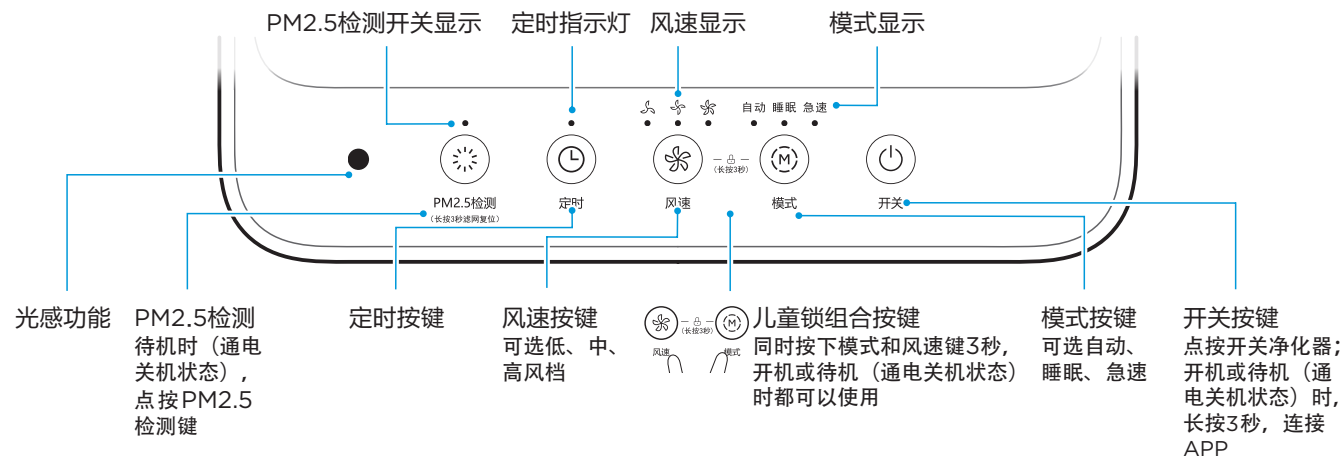 PM2.5检测开关显示 定时指示灯 风速显示 模式显示
自动 睡眠 急速
(长按3秒)
PM2.5检测 定时 风速 模式 开关
(长按3秒滤网复位)
光感功能
PM2.5检测
待机时（通电
关机状态），
点按PM2.5
检测键
定时按键
风速按键
可选低、中、
高风档
(长按3秒)
风速 模式
儿童锁组合按键
同时按下模式和风速键3秒，
开机或待机（通电关机状态）
时都可以使用
模式按键
可选自动、
睡眠、急速
开关按键
点按开关净化器；
开机或待机（通
电关机状态）时，
长按3秒，连接
APP